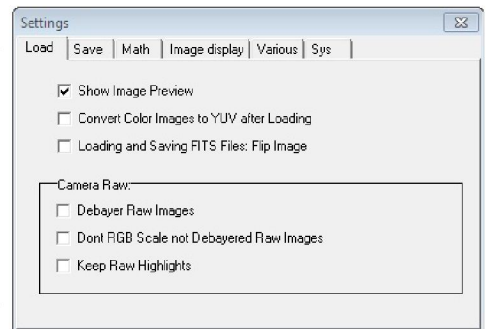 Settings
Load Save Math Image display Various Sys
Show Image Preview
Convert Color Images to YUV after Loading
Loading and Saving FITS Files: Flip Image
Camera Raw:
Debayer Raw Images
Dont RGB Scale not Debayered Raw Images
Keep Raw Highlights